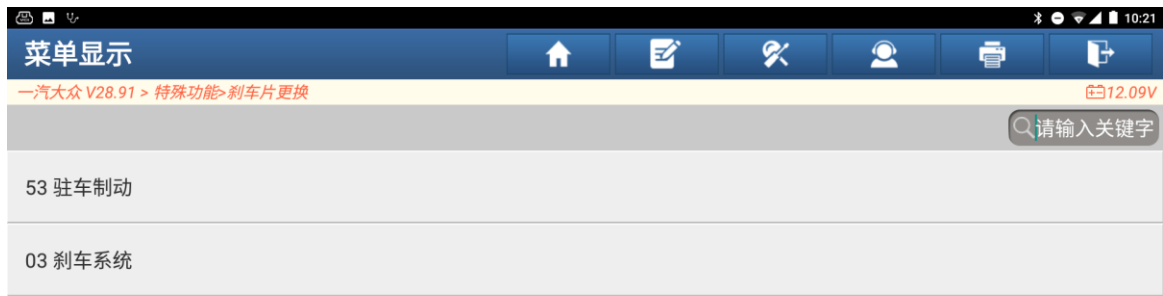 10:21
菜单显示
一汽大众 V28.91 > 特殊功能>刹车片更换
12.09V
请输入关键字
53 驻车制动
03 刹车系统